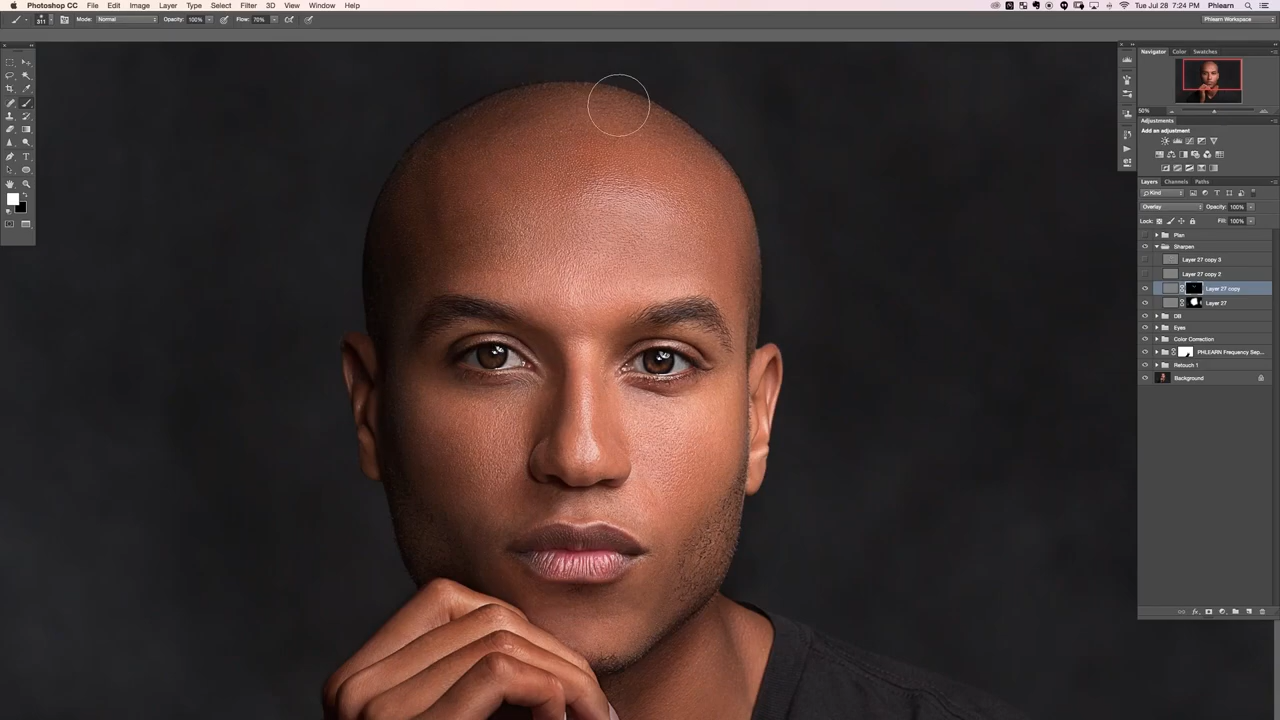 Photoshop CC File Edit Image Layer Type Select Filter 3D View Window Help Tue Jul 28 7:24 PM Phlearn
311 Mode: Normal Opacity: 100% Flow: 70% Phlearn Workspace
Navigator Color Swatches
50%
Adjustments
Add an adjustment
Layers Channels Paths
Kind
Overlay Opacity: 100%
Lock: Fill: 100%
Plan
Sharpen
Layer 27 copy 3
Layer 27 copy 2
Layer 27 copy
Layer 27
DB
Eyes
Color Correction
PHLEARN Frequency Sep...
Retouch 1
Background